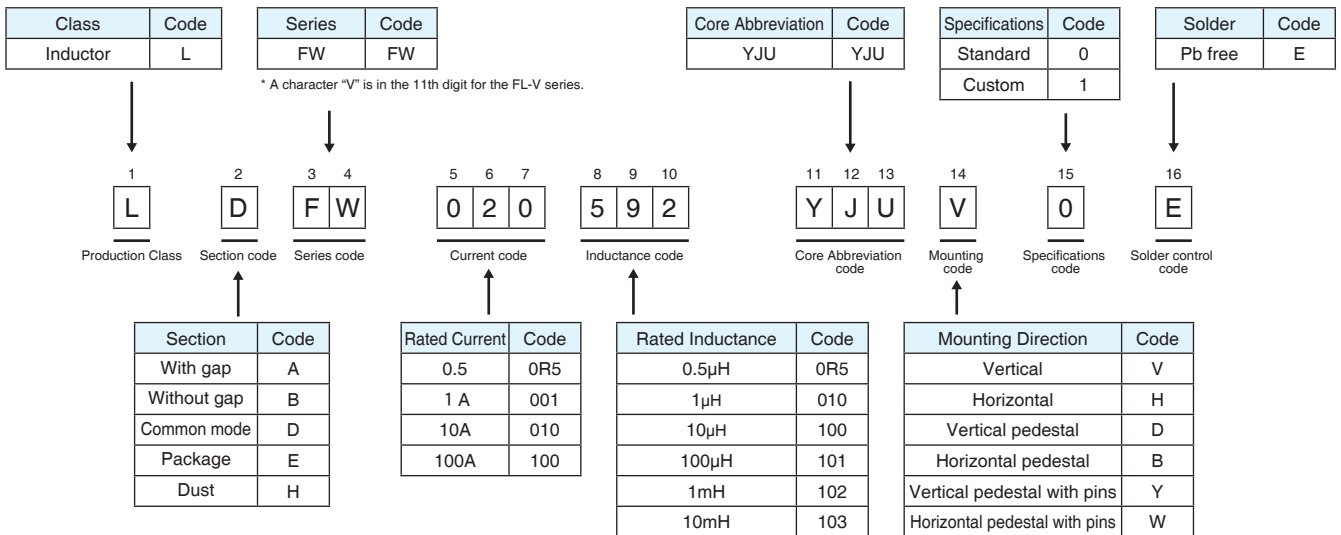 Class Code
Inductor L
Series Code
FW FW
* A character “V” is in the 11th digit for the FL-V series.
Core Abbreviation Code
YJU YJU
Specifications Code
Standard 0
Custom 1
Solder Code
Pb free E
1 2 3 4 5 6 7 8 9 10 11 12 13 14 15 16
L D F W 0 2 0 5 9 2 Y J U V 0 E
Production Class
Section code
Series code
Current code
Inductance code
Core Abbreviation
code
Mounting
code
Specifications
code
Solder control
code
Section Code
With gap A
Without gap B
Common mode D
Package E
Dust H
Rated Current Code
0.5 0R5
1 A 001
10A 010
100A 100
Rated Inductance Code
0.5μH 0R5
1μH 010
10μH 100
100μH 101
1mH 102
10mH 103
Mounting Direction Code
Vertical V
Horizontal H
Vertical pedestal D
Horizontal pedestal B
Vertical pedestal with pins Y
Horizontal pedestal with pins W